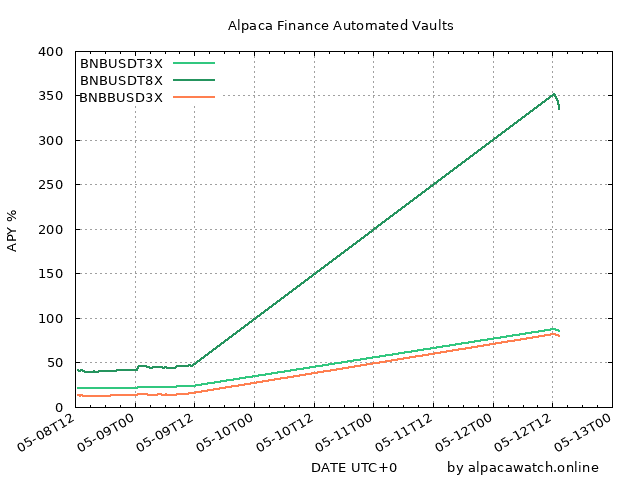 Alpaca Finance Automated Vaults
BNBUSDT3X
BNBUSDT8X
BNBBUSD3X
APY %
400
350
300
250
200
150
100
50
0
05-08T12
05-09T00
05-09T12
05-10T00
05-10T12
05-11T00
05-11T12
05-12T00
05-12T12
05-13T00
DATE UTC+0
by alpacawatch.online